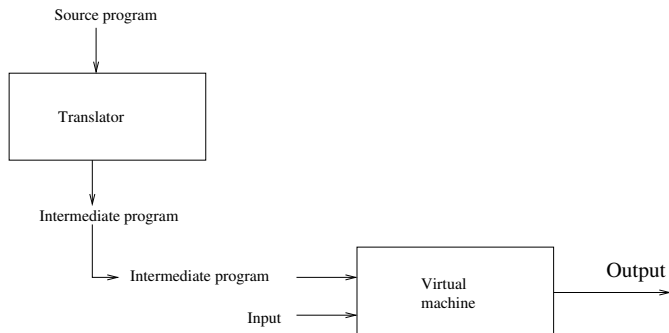 Source program
Translator
Intermediate program
Intermediate program
Input
Virtual
machine
Output